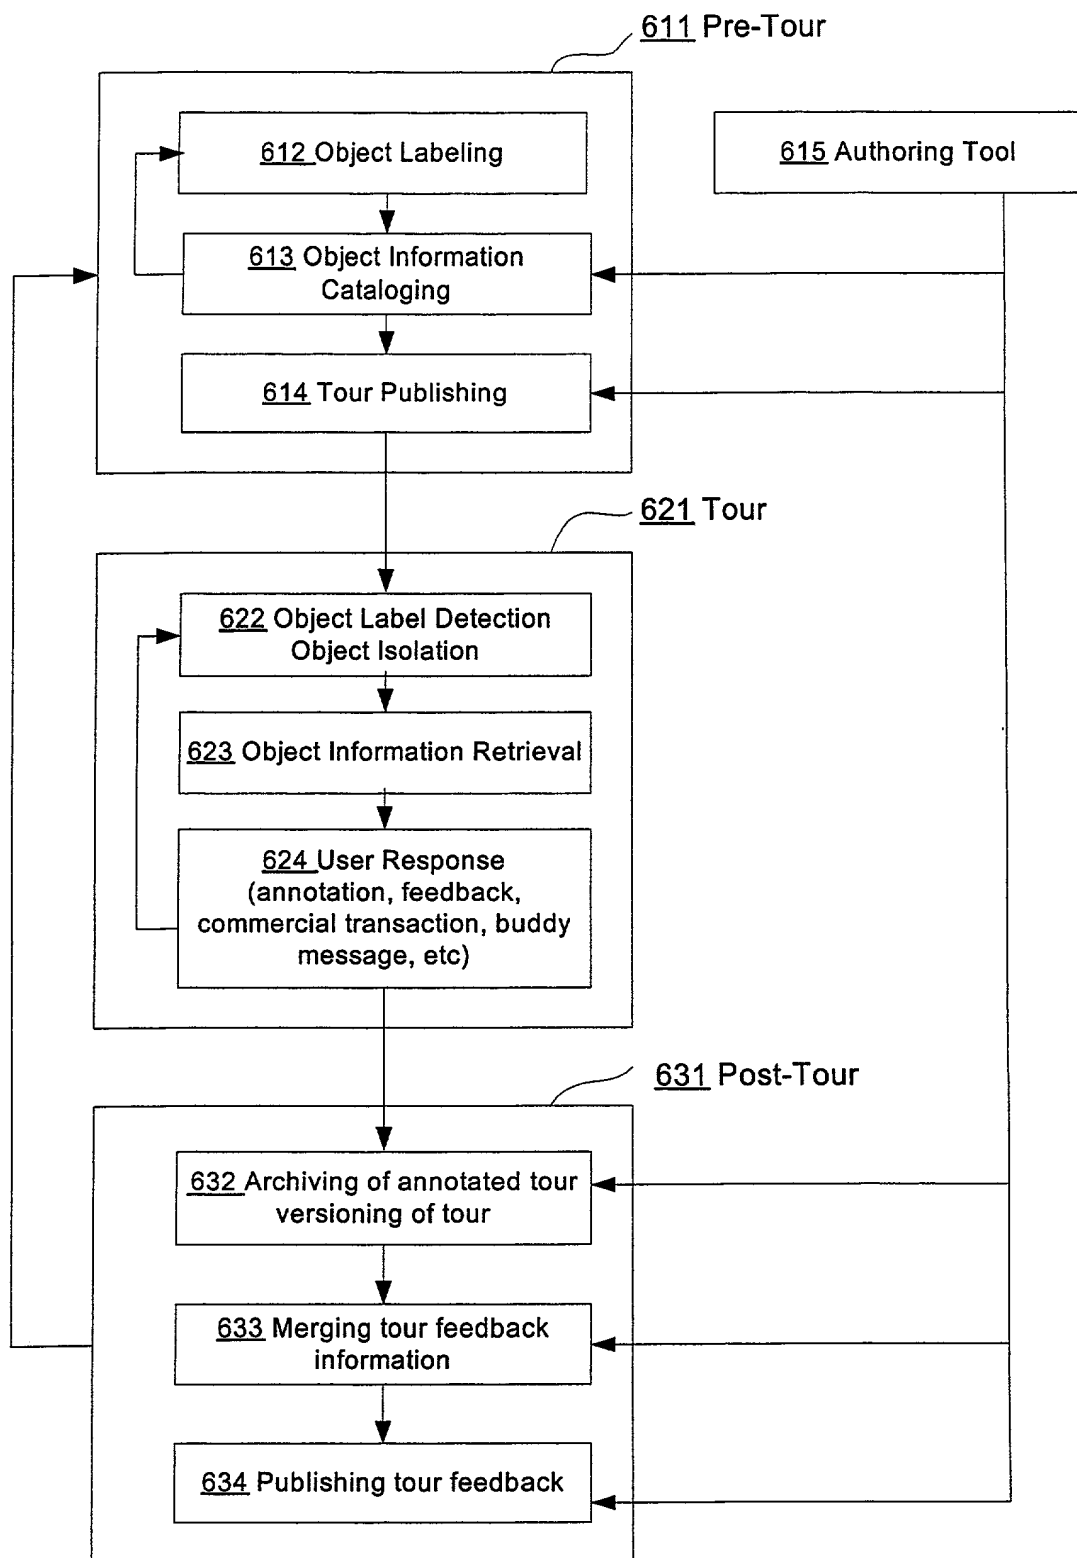 611 Pre-Tour
612 Object Labeling
615 Authoring Tool
613 Object Information
Cataloging
614 Tour Publishing
621 Tour
622 Object Label Detection
Object Isolation
623 Object Information Retrieval
624 User Response
(annotation, feedback,
commercial transaction, buddy
message, etc)
631 Post-Tour
632 Archiving of annotated tour
versioning of tour
633 Merging tour feedback
information
634 Publishing tour feedback